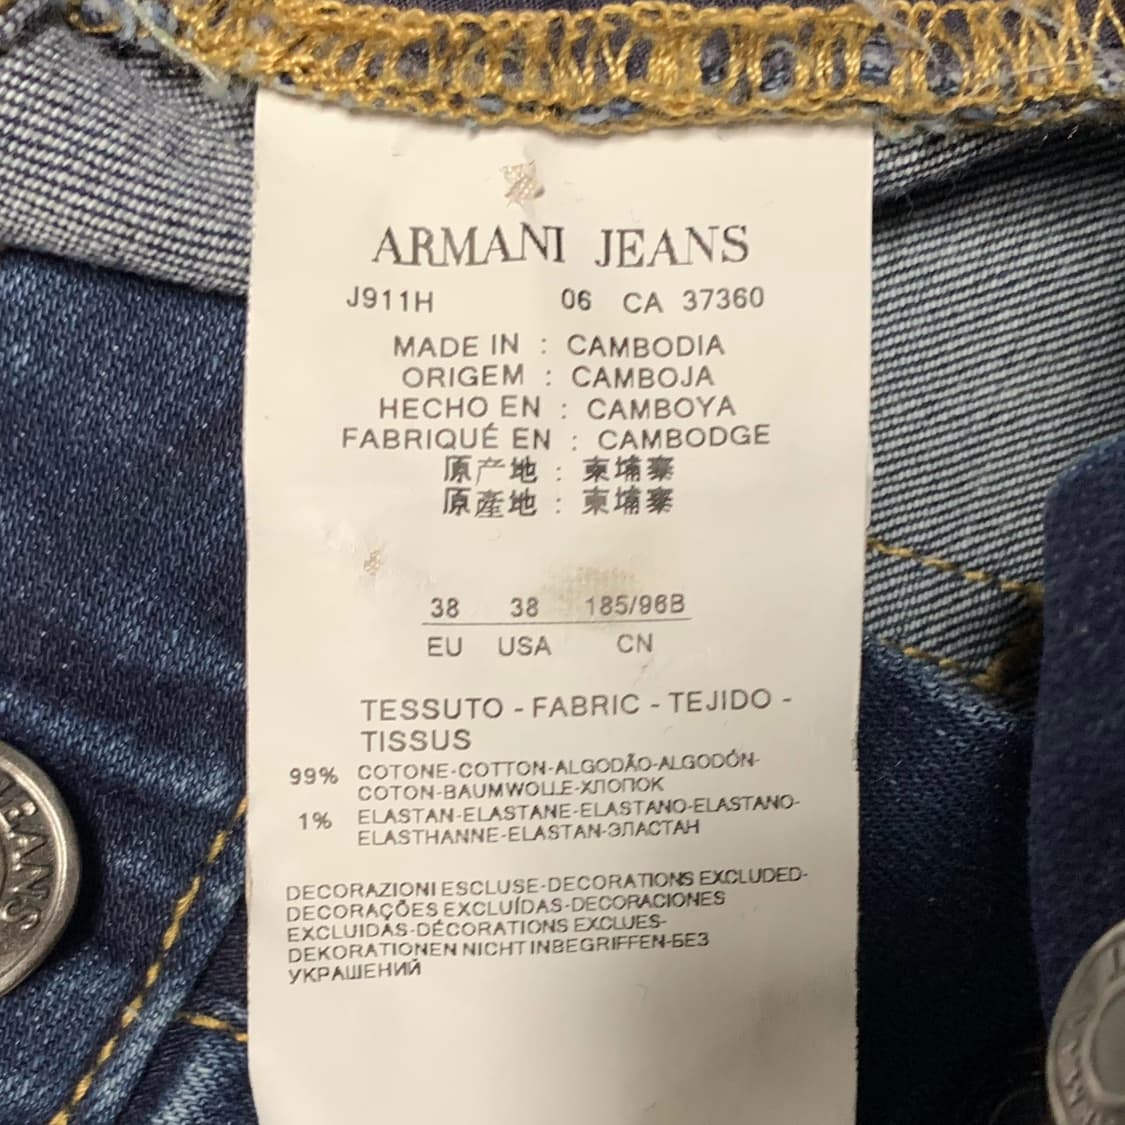 ARMANI JEANS
J911H 06 CA 37360
MADE IN : CAMBODIA
ORIGEM : CAMBOJA
HECHO EN : CAMBOYA
FABRIQUÉ EN : CAMBODGE
原产地 : 柬埔寨
原產地 : 柬埔寨
38 38 185/96B
EU USA CN
TESSUTO - FABRIC - TEJIDO -
TISSUS
99% COTONE-COTTON-ALGODÃO-ALGODÓN-
COTON-BAUMWOLLE-ХЛОПОК
1% ELASTAN-ELASTANE-ELASTANO-ELASTANO-
ELASTHANNE-ELASTAN-ЭЛАСТАН
DECORAZIONI ESCLUSE-DECORATIONS EXCLUDED-
DECORAÇÕES EXCLUÍDAS-DECORACIONES
EXCLUIDAS-DÉCORATIONS EXCLUES-
DEKORATIONEN NICHT INBEGRIFFEN-БЕЗ
УКРАШЕНИЙ
JEANS